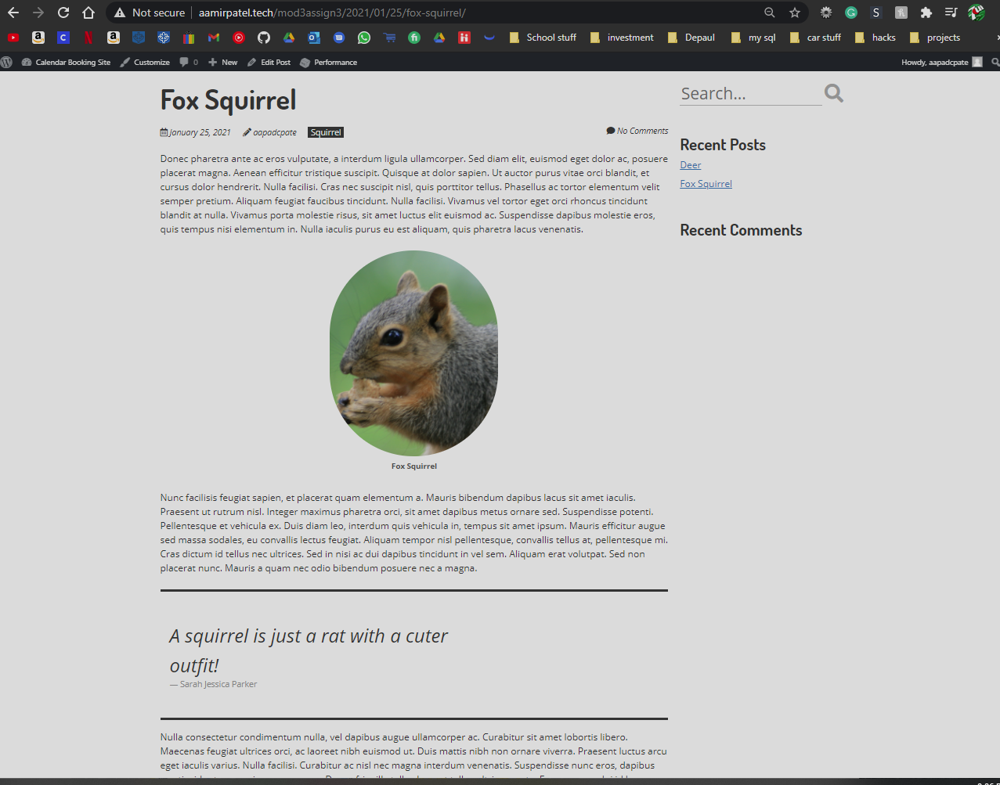 Not secure
aamirpatel.tech/mod3assign3/2021/01/25/fox-squirrel/
School stuff
investment
Depaul
my sql
car stuff
hacks
projects
Calendar Booking Site
Customize
0
New
Edit Post
Performance
Howdy, aapadcpate
Fox Squirrel
January 25, 2021
aapadcpate
Squirrel
No Comments
Donec pharetra ante ac eros vulputate, a interdum ligula ullamcorper. Sed diam elit, euismod eget dolor ac, posuere
placerat magna. Aenean efficitur tristique suscipit. Quisque at dolor sapien. Ut auctor purus vitae orci blandit, et
cursus dolor hendrerit. Nulla facilisi. Cras nec suscipit nisl, quis porttitor tellus. Phasellus ac tortor elementum velit
semper pretium. Aliquam feugiat faucibus tincidunt. Nulla facilisi. Vivamus vel tortor eget orci rhoncus tincidunt
blandit at nulla. Vivamus porta molestie risus, sit amet luctus elit euismod ac. Suspendisse dapibus molestie eros,
quis tempus nisi elementum in. Nulla iaculis purus eu est aliquam, quis pharetra lacus venenatis.
Fox Squirrel
Nunc facilisis feugiat sapien, et placerat quam elementum a. Mauris bibendum dapibus lacus sit amet iaculis.
Praesent ut rutrum nisl. Integer maximus pharetra orci, sit amet dapibus metus ornare sed. Suspendisse potenti.
Pellentesque et vehicula ex. Duis diam leo, interdum quis vehicula in, tempus sit amet ipsum. Mauris efficitur augue
sed massa sodales, eu convallis lectus feugiat. Aliquam tempor nisl pellentesque, convallis tellus at, pellentesque mi.
Cras dictum id tellus nec ultrices. Sed in nisi ac dui dapibus tincidunt in vel sem. Aliquam erat volutpat. Sed non
placerat nunc. Mauris a quam nec odio bibendum posuere nec a magna.
A squirrel is just a rat with a cuter
outfit!
— Sarah Jessica Parker
Nulla consectetur condimentum nulla, vel dapibus augue ullamcorper ac. Curabitur sit amet lobortis libero.
Maecenas feugiat ultrices orci, ac laoreet nibh euismod ut. Duis mattis nibh non ornare viverra. Praesent luctus arcu
eget iaculis varius. Nulla facilisi. Curabitur ac nisl nec magna interdum venenatis. Suspendisse nunc eros, dapibus
Search...
Recent Posts
Deer
Fox Squirrel
Recent Comments